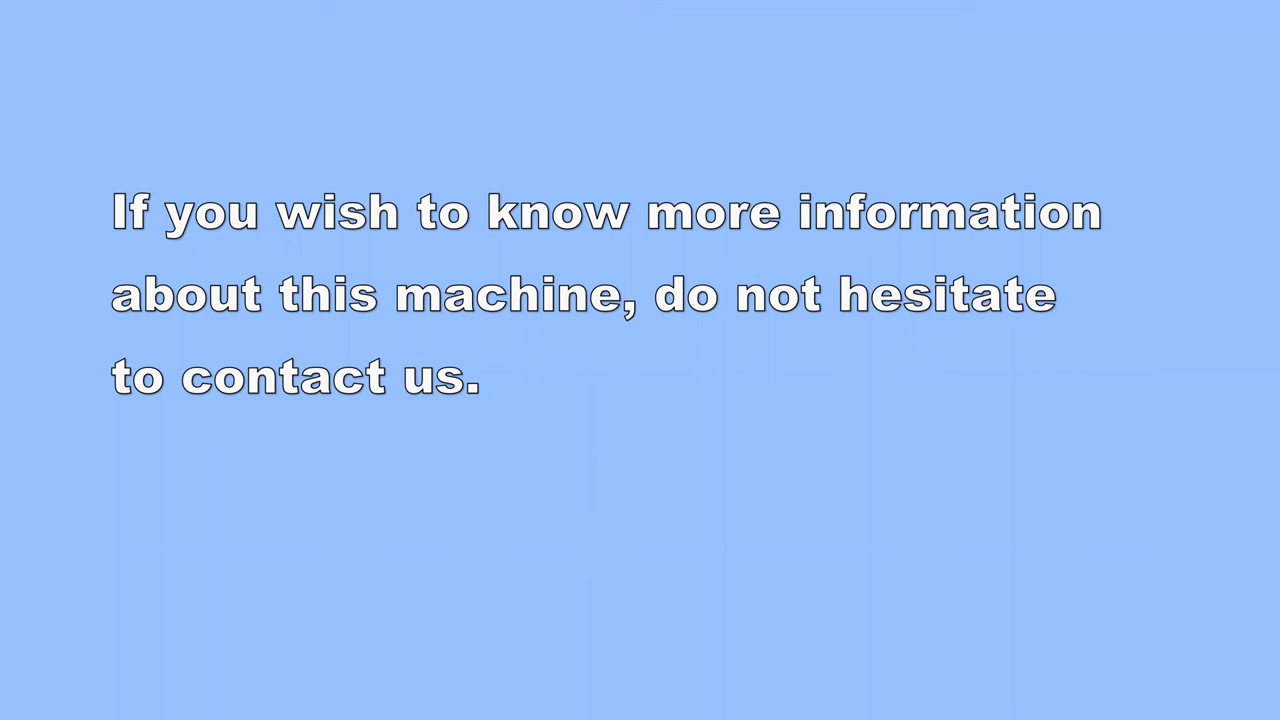 If you wish to know more information
about this machine, do not hesitate
to contact us.